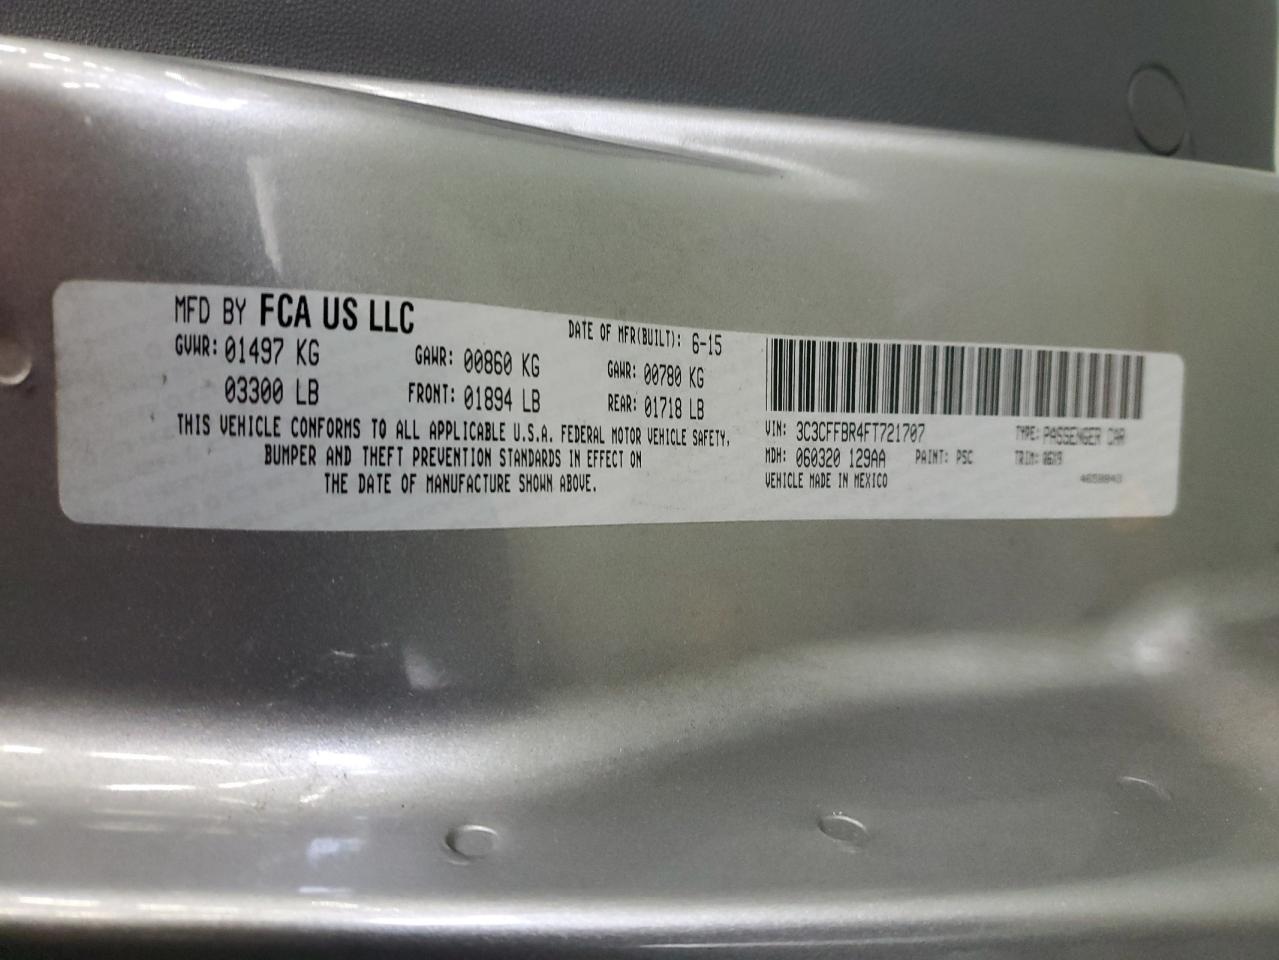 MFD BY FCA US LLC
DATE OF MFR(BUILT): 6-15
GVWR: 01497 KG
GAWR: 00860 KG
GAWR: 00780 KG
03300 LB
FRONT: 01894 LB
REAR: 01718 LB
THIS VEHICLE CONFORMS TO ALL APPLICABLE U.S.A. FEDERAL MOTOR VEHICLE SAFETY,
BUMPER AND THEFT PREVENTION STANDARDS IN EFFECT ON
THE DATE OF MANUFACTURE SHOWN ABOVE.
VIN: 3C3CFFBR4FT721707
TYPE: PASSENGER CAR
MDH: 060320 129AA
PAINT: PSC
TRIM:
VEHICLE MADE IN MEXICO